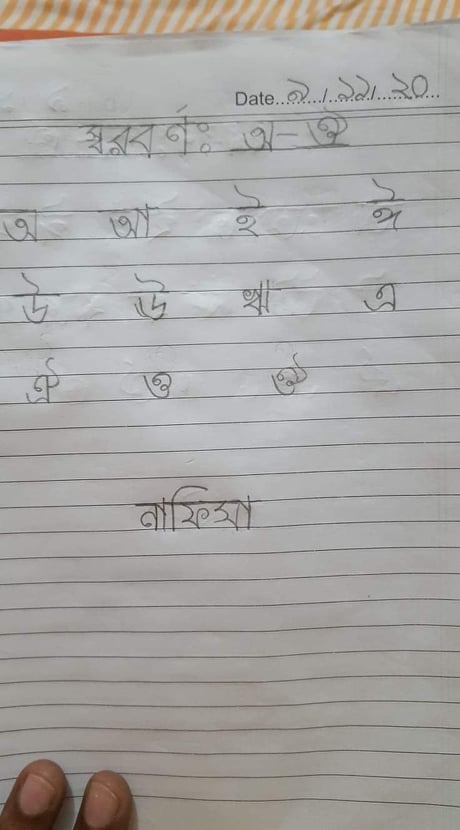 Date ৯/১১/২০
স্বরবর্ণঃ অ-ঔ
অ আ ই ঈ
উ ঊ ঋ এ
ঐ ও ঔ
নাফিসা